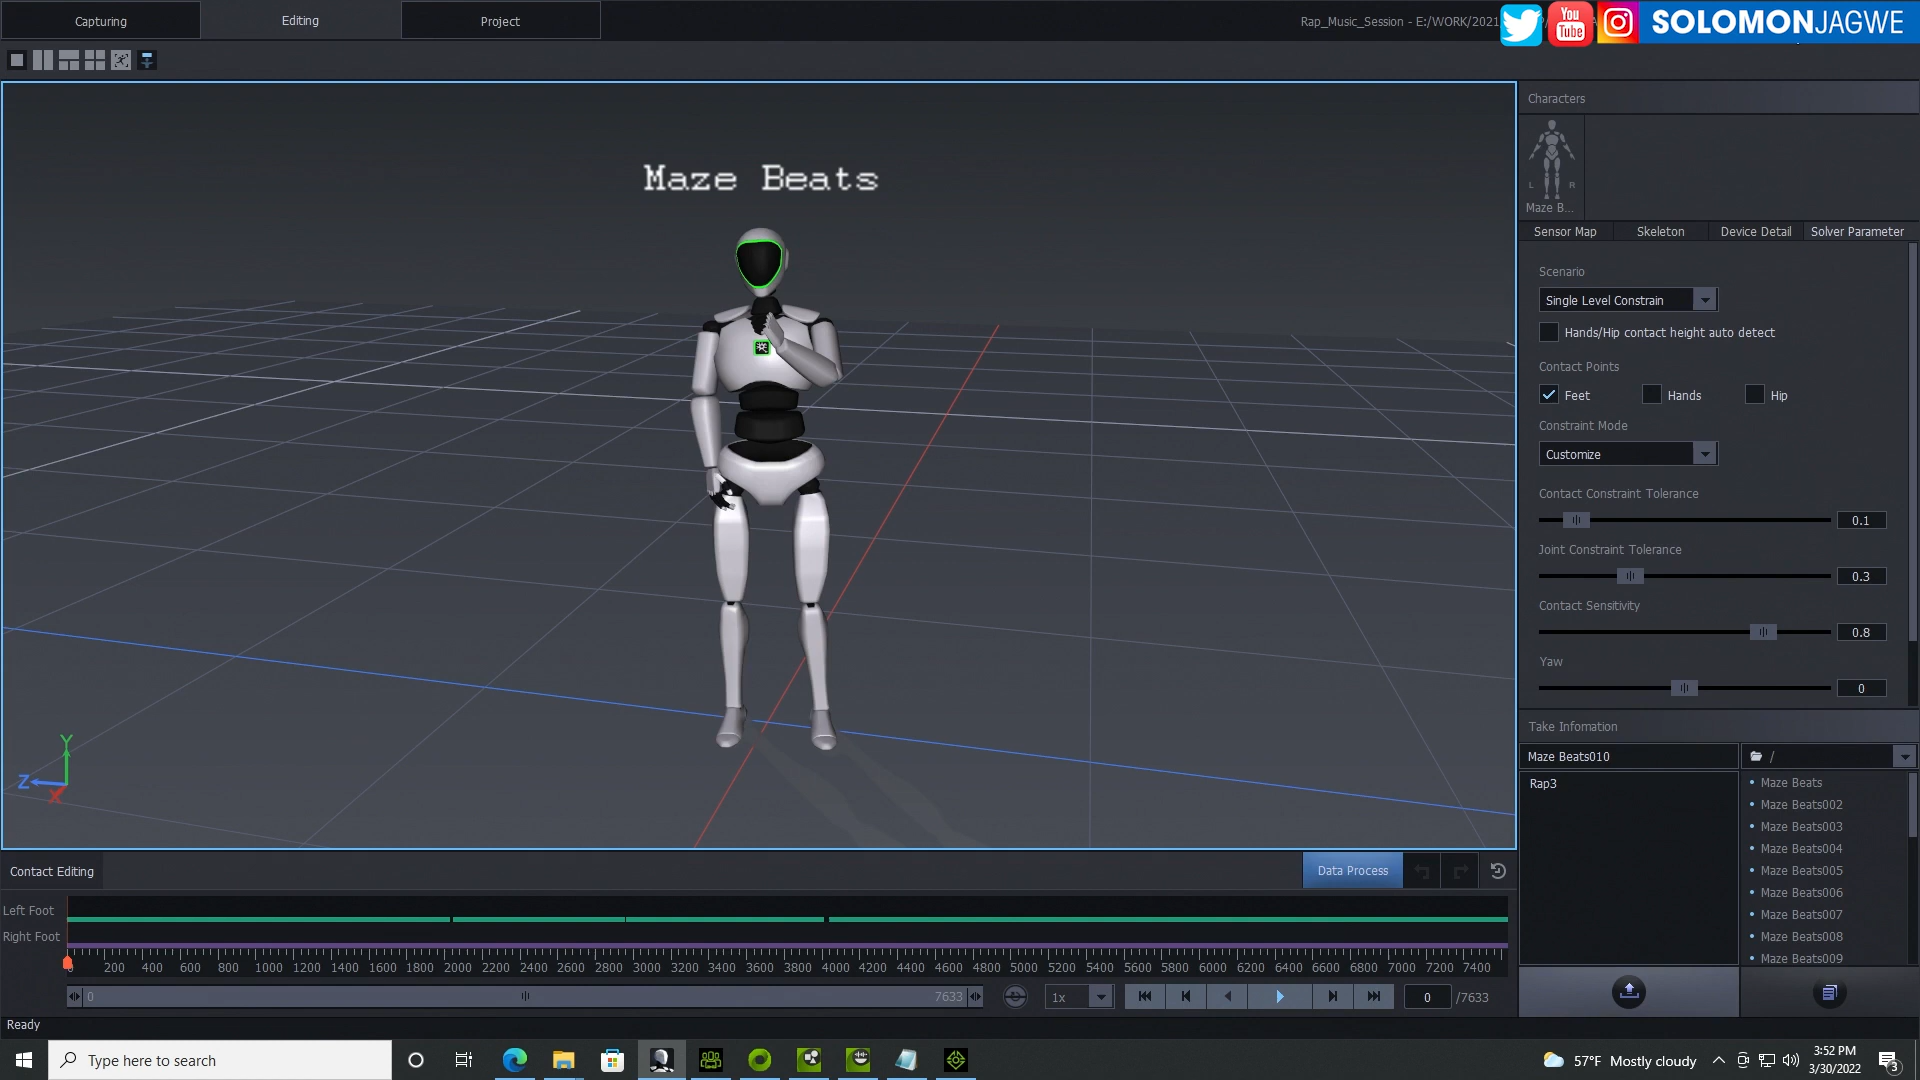 Capturing
Editing
Project
Rap_Music_Session - E:/WORK/2021
You
Tube
SOLOMONJAGWE
Characters
Maze Beats
L R
Maze B...
Sensor Map
Skeleton
Device Detail
Solver Parameter
Scenario
Single Level Constrain
Hands/Hip contact height auto detect
Contact Points
Feet
Hands
Hip
Constraint Mode
Customize
Contact Constraint Tolerance
0.1
Joint Constraint Tolerance
0.3
Contact Sensitivity
0.8
Yaw
0
Y
Z
X
Take Infomation
Maze Beats010
/
Rap3
Maze Beats
Maze Beats002
Maze Beats003
Maze Beats004
Maze Beats005
Maze Beats006
Maze Beats007
Maze Beats008
Maze Beats009
Contact Editing
Data Process
Left Foot
Right Foot
200 400 600 800 1000 1200 1400 1600 1800 2000 2200 2400 2600 2800 3000 3200 3400 3600 3800 4000 4200 4400 4600 4800 5000 5200 5400 5600 5800 6000 6200 6400 6600 6800 7000 7200 7400
0
7633
1x
0
/7633
Ready
Type here to search
57°F Mostly cloudy
3:52 PM
3/30/2022
3